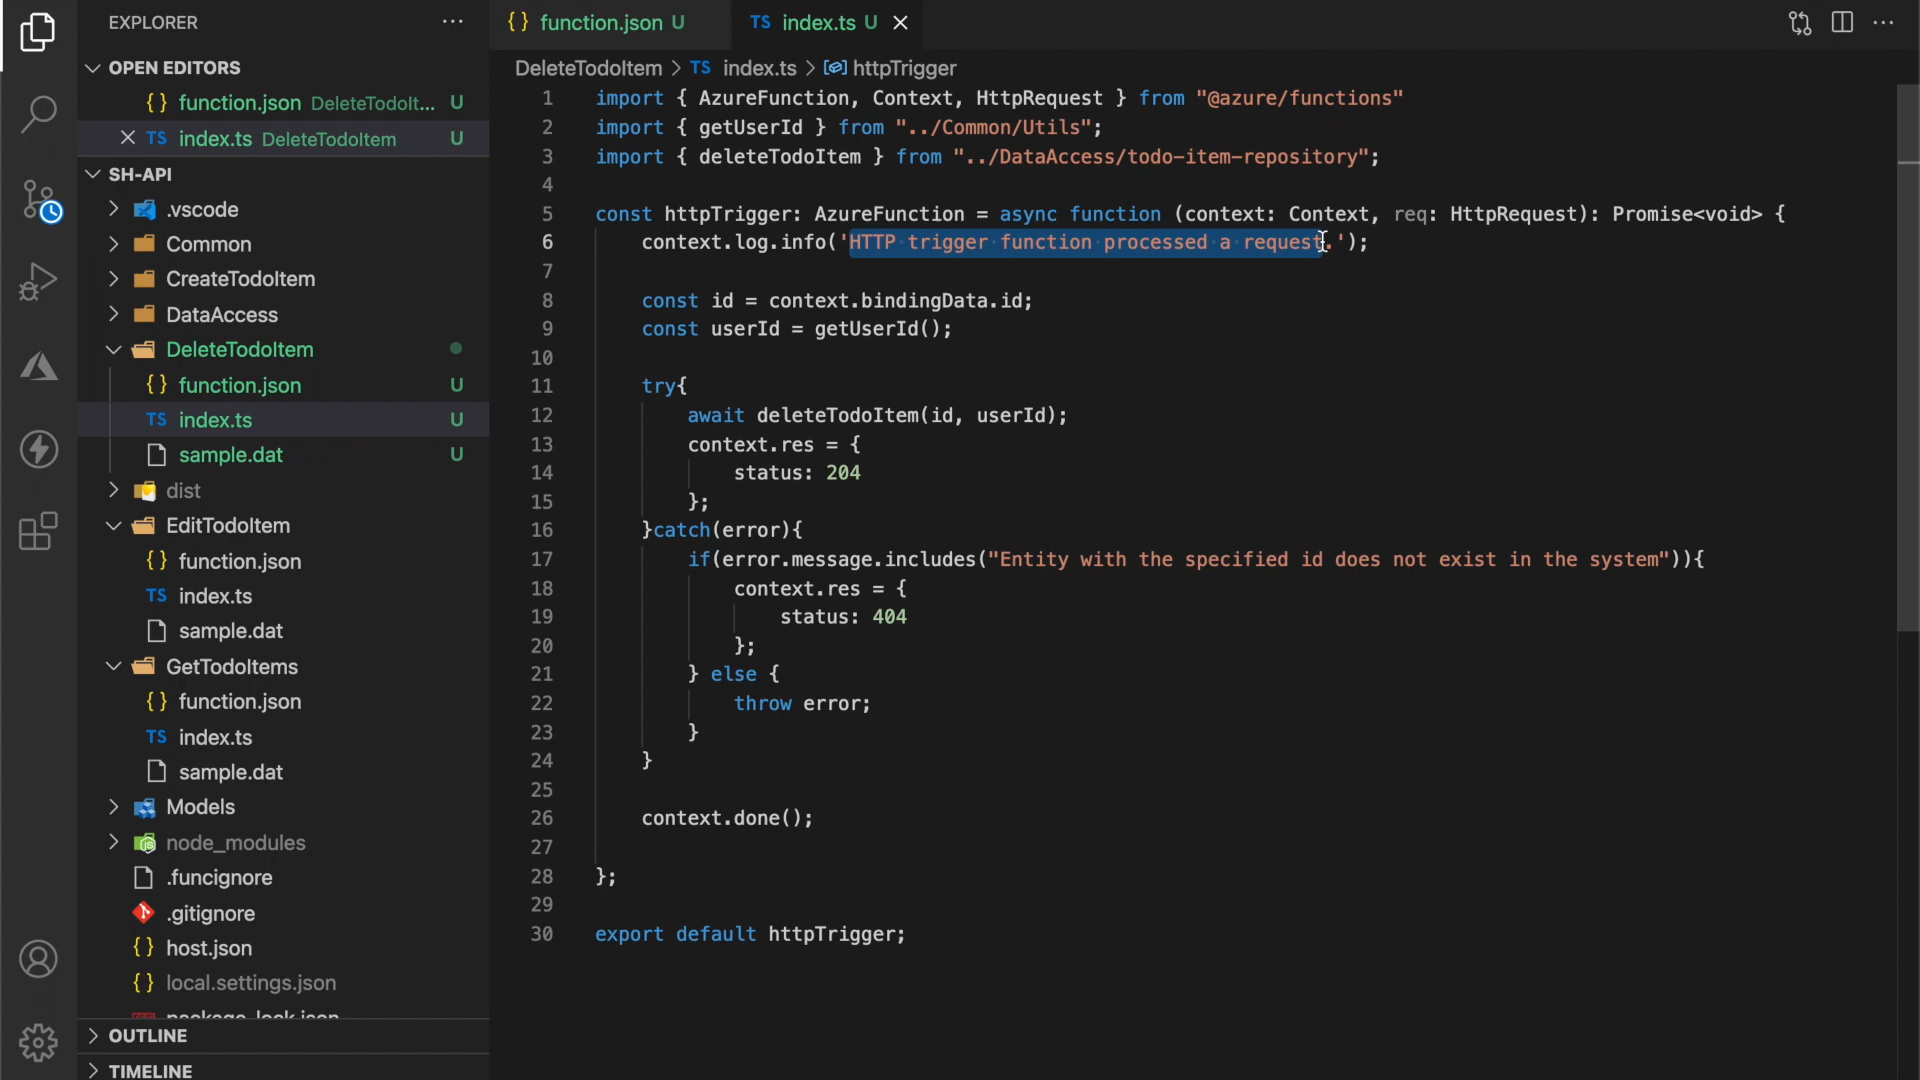 EXPLORER
OPEN EDITORS
{} function.json DeleteTodoIt... U
TS index.ts DeleteTodoItem U
SH-API
.vscode
Common
CreateTodoItem
DataAccess
DeleteTodoItem
{} function.json U
TS index.ts U
sample.dat U
dist
EditTodoItem
{} function.json
TS index.ts
sample.dat
GetTodoItems
{} function.json
TS index.ts
sample.dat
Models
node_modules
.funcignore
.gitignore
{} host.json
{} local.settings.json
package-lock.json
OUTLINE
TIMELINE
{} function.json U
TS index.ts U
DeleteTodoItem > TS index.ts > httpTrigger
1 import { AzureFunction, Context, HttpRequest } from "@azure/functions"
2 import { getUserId } from "../Common/Utils";
3 import { deleteTodoItem } from "../DataAccess/todo-item-repository";
4
5 const httpTrigger: AzureFunction = async function (context: Context, req: HttpRequest): Promise<void> {
6 context.log.info('HTTP trigger function processed a request.');
7
8 const id = context.bindingData.id;
9 const userId = getUserId();
10
11 try{
12 await deleteTodoItem(id, userId);
13 context.res = {
14 status: 204
15 };
16 }catch(error){
17 if(error.message.includes("Entity with the specified id does not exist in the system")){
18 context.res = {
19 status: 404
20 };
21 } else {
22 throw error;
23 }
24 }
25
26 context.done();
27
28 };
29
30 export default httpTrigger;